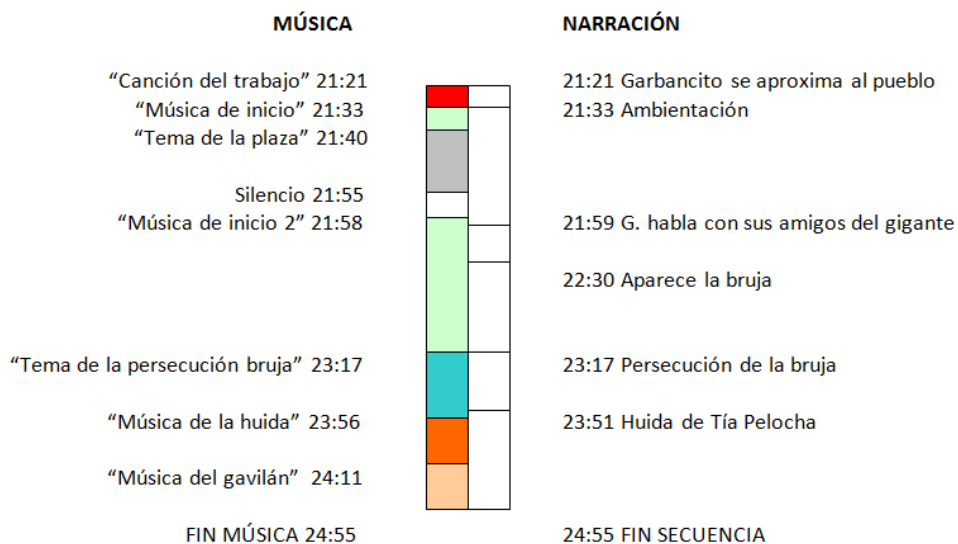 MÚSICA NARRACIÓN
“Canción del trabajo” 21:21 21:21 Garbancito se aproxima al pueblo
“Música de inicio” 21:33 21:33 Ambientación
“Tema de la plaza” 21:40
Silencio 21:55
“Música de inicio 2” 21:58 21:59 G. habla con sus amigos del gigante
22:30 Aparece la bruja
“Tema de la persecución bruja” 23:17 23:17 Persecución de la bruja
“Música de la huida” 23:56 23:51 Huida de Tía Pelocha
“Música del gavilán” 24:11
FIN MÚSICA 24:55 24:55 FIN SECUENCIA